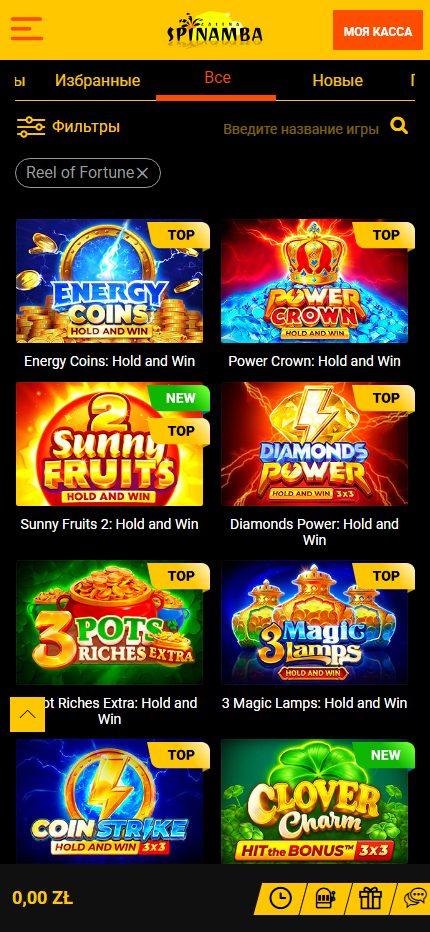 CASINO
SPINAMBA
МОЯ КАССА
ы Избранные Все Новые
Фильтры Введите название игры
Reel of Fortune
TOP
ENERGY
COINS
HOLD AND WIN
TOP
POWER
CROWN
HOLD AND WIN
Energy Coins: Hold and Win
Power Crown: Hold and Win
NEW
TOP
2
Sunny
FRUITS
HOLD AND WIN
TOP
DIAMONDS
POWER
HOLD AND WIN 3X3
Sunny Fruits 2: Hold and Win
Diamonds Power: Hold and
Win
TOP
3 POTS
RICHES EXTRA
HOLD AND WIN
TOP
3 Magic
Lamps
HOLD AND WIN
ot Riches Extra: Hold and
Win
3 Magic Lamps: Hold and Win
TOP
COIN STRIKE
HOLD AND WIN 3X3
NEW
CLOVER
Charm
HIT the BONUS™ 3X3
0,00 ZŁ